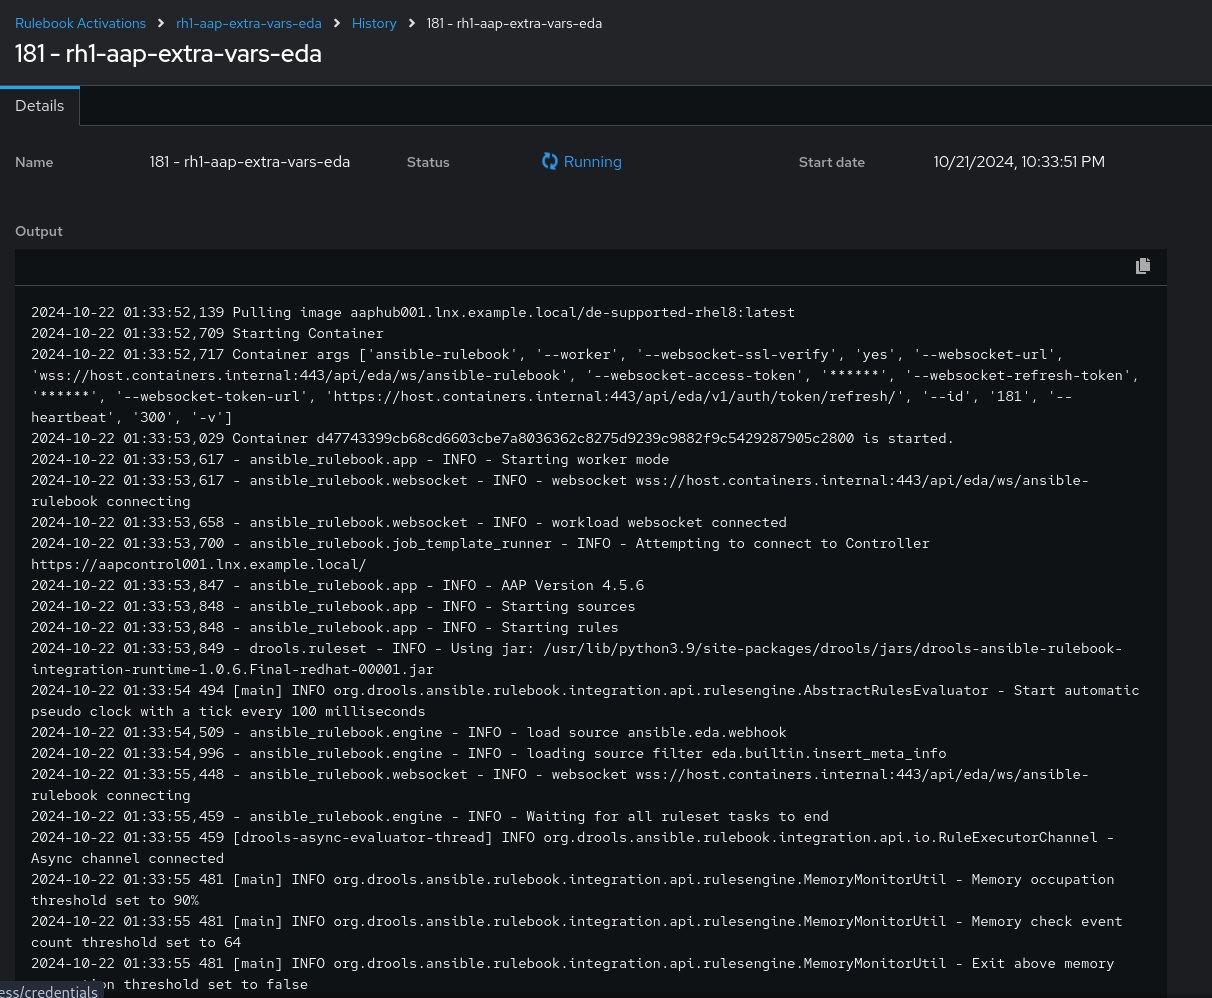 Rulebook Activations > rh1-aap-extra-vars-eda > History > 181 - rh1-aap-extra-vars-eda
181 - rh1-aap-extra-vars-eda
Details
Name 181 - rh1-aap-extra-vars-eda Status Running Start date 10/21/2024, 10:33:51 PM
Output
2024-10-22 01:33:52,139 Pulling image aaphub001.lnx.example.local/de-supported-rhel8:latest
2024-10-22 01:33:52,709 Starting Container
2024-10-22 01:33:52,717 Container args ['ansible-rulebook', '--worker', '--websocket-ssl-verify', 'yes', '--websocket-url',
'wss://host.containers.internal:443/api/eda/ws/ansible-rulebook', '--websocket-access-token', '******', '--websocket-refresh-token',
'******', '--websocket-token-url', 'https://host.containers.internal:443/api/eda/v1/auth/token/refresh/', '--id', '181', '--
heartbeat', '300', '-v']
2024-10-22 01:33:53,029 Container d47743399cb68cd6603cbe7a8036362c8275d9239c9882f9c5429287905c2800 is started.
2024-10-22 01:33:53,617 - ansible_rulebook.app - INFO - Starting worker mode
2024-10-22 01:33:53,617 - ansible_rulebook.websocket - INFO - websocket wss://host.containers.internal:443/api/eda/ws/ansible-
rulebook connecting
2024-10-22 01:33:53,658 - ansible_rulebook.websocket - INFO - workload websocket connected
2024-10-22 01:33:53,700 - ansible_rulebook.job_template_runner - INFO - Attempting to connect to Controller
https://aapcontrol001.lnx.example.local/
2024-10-22 01:33:53,847 - ansible_rulebook.app - INFO - AAP Version 4.5.6
2024-10-22 01:33:53,848 - ansible_rulebook.app - INFO - Starting sources
2024-10-22 01:33:53,848 - ansible_rulebook.app - INFO - Starting rules
2024-10-22 01:33:53,849 - drools.ruleset - INFO - Using jar: /usr/lib/python3.9/site-packages/drools/jars/drools-ansible-rulebook-
integration-runtime-1.0.6.Final-redhat-00001.jar
2024-10-22 01:33:54 494 [main] INFO org.drools.ansible.rulebook.integration.api.rulesengine.AbstractRulesEvaluator - Start automatic
pseudo clock with a tick every 100 milliseconds
2024-10-22 01:33:54,509 - ansible_rulebook.engine - INFO - load source ansible.eda.webhook
2024-10-22 01:33:54,996 - ansible_rulebook.engine - INFO - loading source filter eda.builtin.insert_meta_info
2024-10-22 01:33:55,448 - ansible_rulebook.websocket - INFO - websocket wss://host.containers.internal:443/api/eda/ws/ansible-
rulebook connecting
2024-10-22 01:33:55,459 - ansible_rulebook.engine - INFO - Waiting for all ruleset tasks to end
2024-10-22 01:33:55 459 [drools-async-evaluator-thread] INFO org.drools.ansible.rulebook.integration.api.io.RuleExecutorChannel -
Async channel connected
2024-10-22 01:33:55 481 [main] INFO org.drools.ansible.rulebook.integration.api.rulesengine.MemoryMonitorUtil - Memory occupation
threshold set to 90%
2024-10-22 01:33:55 481 [main] INFO org.drools.ansible.rulebook.integration.api.rulesengine.MemoryMonitorUtil - Memory check event
count threshold set to 64
2024-10-22 01:33:55 481 [main] INFO org.drools.ansible.rulebook.integration.api.rulesengine.MemoryMonitorUtil - Exit above memory
threshold set to false
ess/credentials